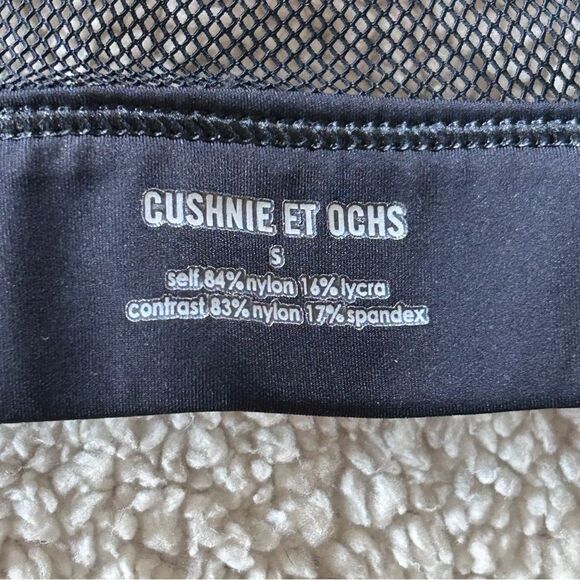 CUSHNIE ET OCHS
S
self 84% nylon 16% lycra
contrast 83% nylon 17% spandex